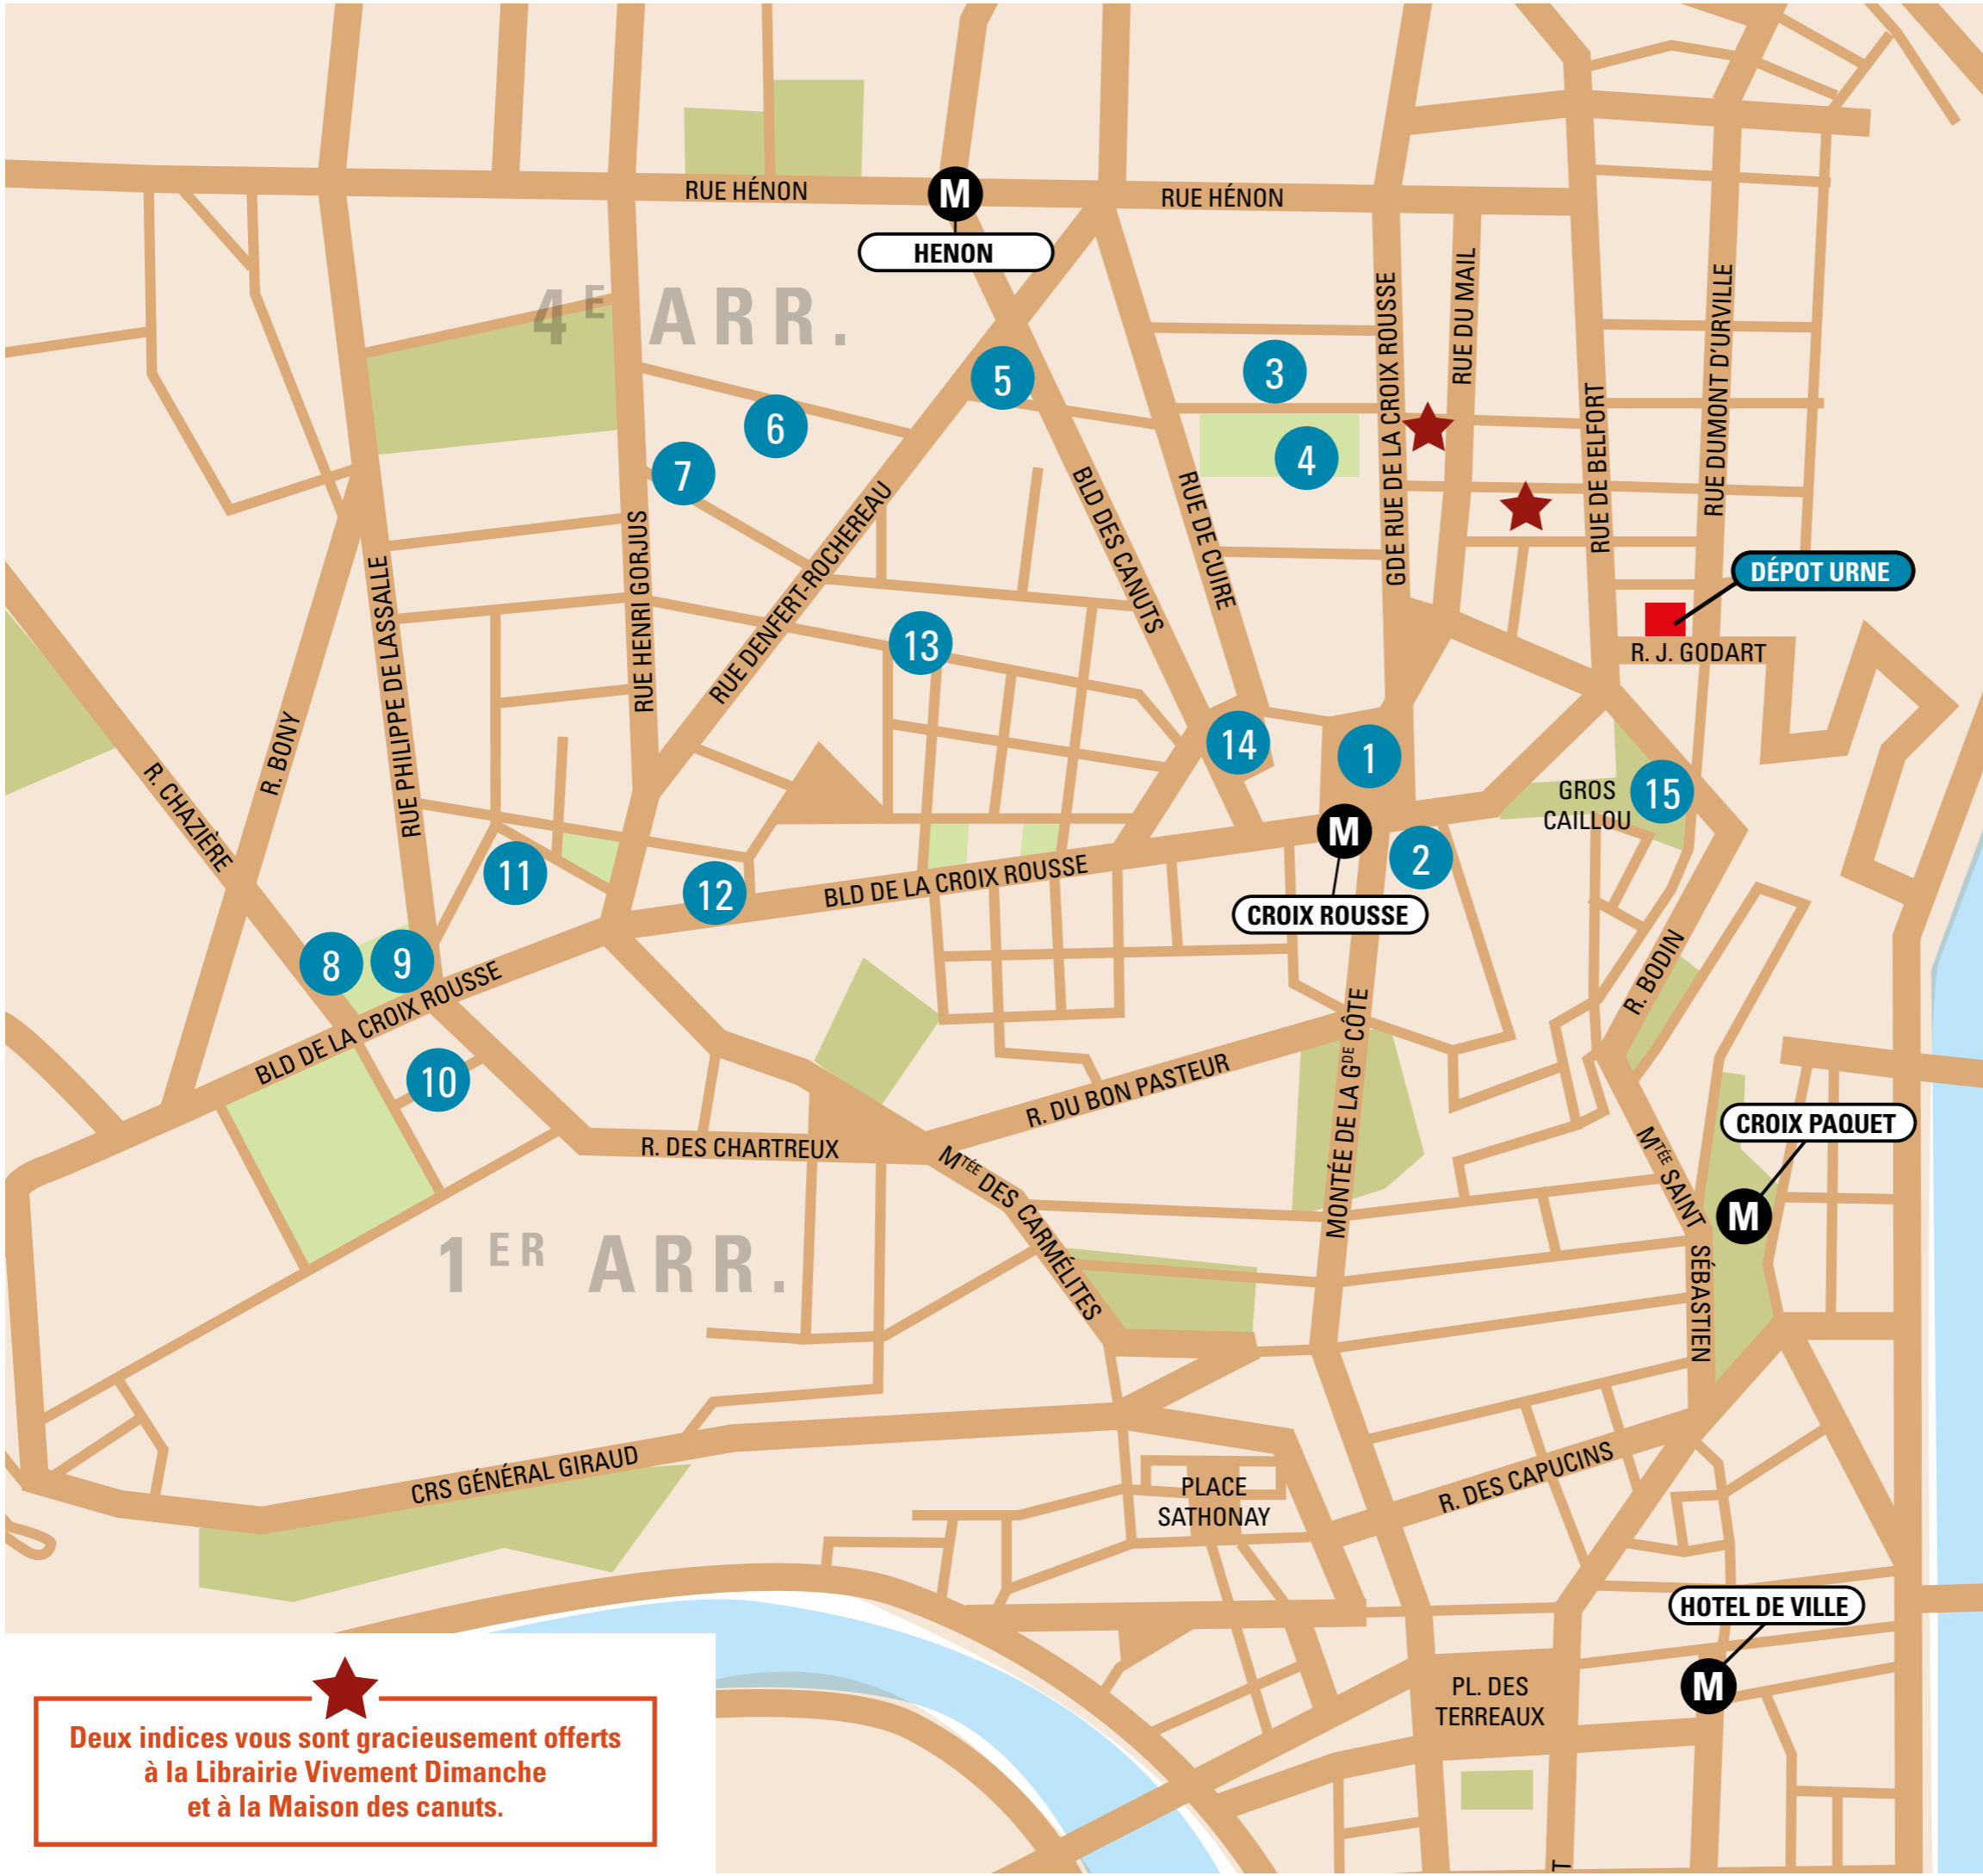 RUE HÉNON
M
RUE HÉNON
HENON
4E ARR.
GDE RUE DE LA CROIX ROUSSE
RUE DU MAIL
RUE DE BELFORT
RUE DUMONT D'URVILLE
5
3
6
4
7
BLD DES CANUTS
RUE DE CUIRE
RUE DENFERT-ROCHEREAU
RUE HENRI GORJUS
RUE PHILIPPE DE LASSALLE
DÉPOT URNE
13
R. J. GODART
R. BONY
R. CHAZIÈRE
14
1
GROS
CAILLOU
15
M
2
11
12
BLD DE LA CROIX ROUSSE
CROIX ROUSSE
8
9
BLD DE LA CROIX ROUSSE
R. BODIN
10
MONTÉE DE LA GDE CÔTE
R. DU BON PASTEUR
CROIX PAQUET
R. DES CHARTREUX
MTÉE DES CARMÉLITES
MTÉE SAINT SÉBASTIEN
M
1ER ARR.
CRS GÉNÉRAL GIRAUD
R. DES CAPUCINS
PLACE
SATHONAY
HOTEL DE VILLE
M
PL. DES
TERREAUX
Deux indices vous sont gracieusement offerts
à la Librairie Vivement Dimanche
et à la Maison des canuts.
T